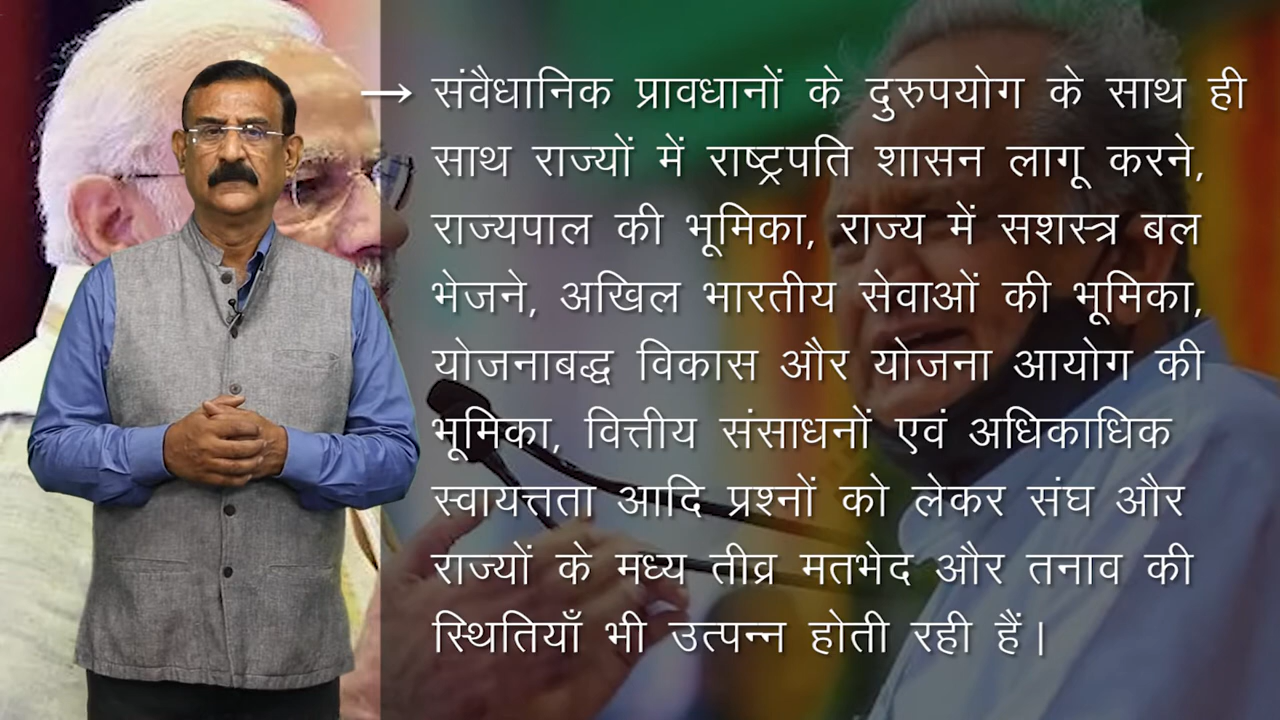 → संवैधानिक प्रावधानों के दुरुपयोग के साथ ही
साथ राज्यों में राष्ट्रपति शासन लागू करने,
राज्यपाल की भूमिका, राज्य में सशस्त्र बल
भेजने, अखिल भारतीय सेवाओं की भूमिका,
योजनाबद्ध विकास और योजना आयोग की
भूमिका, वित्तीय संसाधनों एवं अधिकाधिक
स्वायत्तता आदि प्रश्नों को लेकर संघ और
राज्यों के मध्य तीव्र मतभेद और तनाव की
स्थितियाँ भी उत्पन्न होती रही हैं।